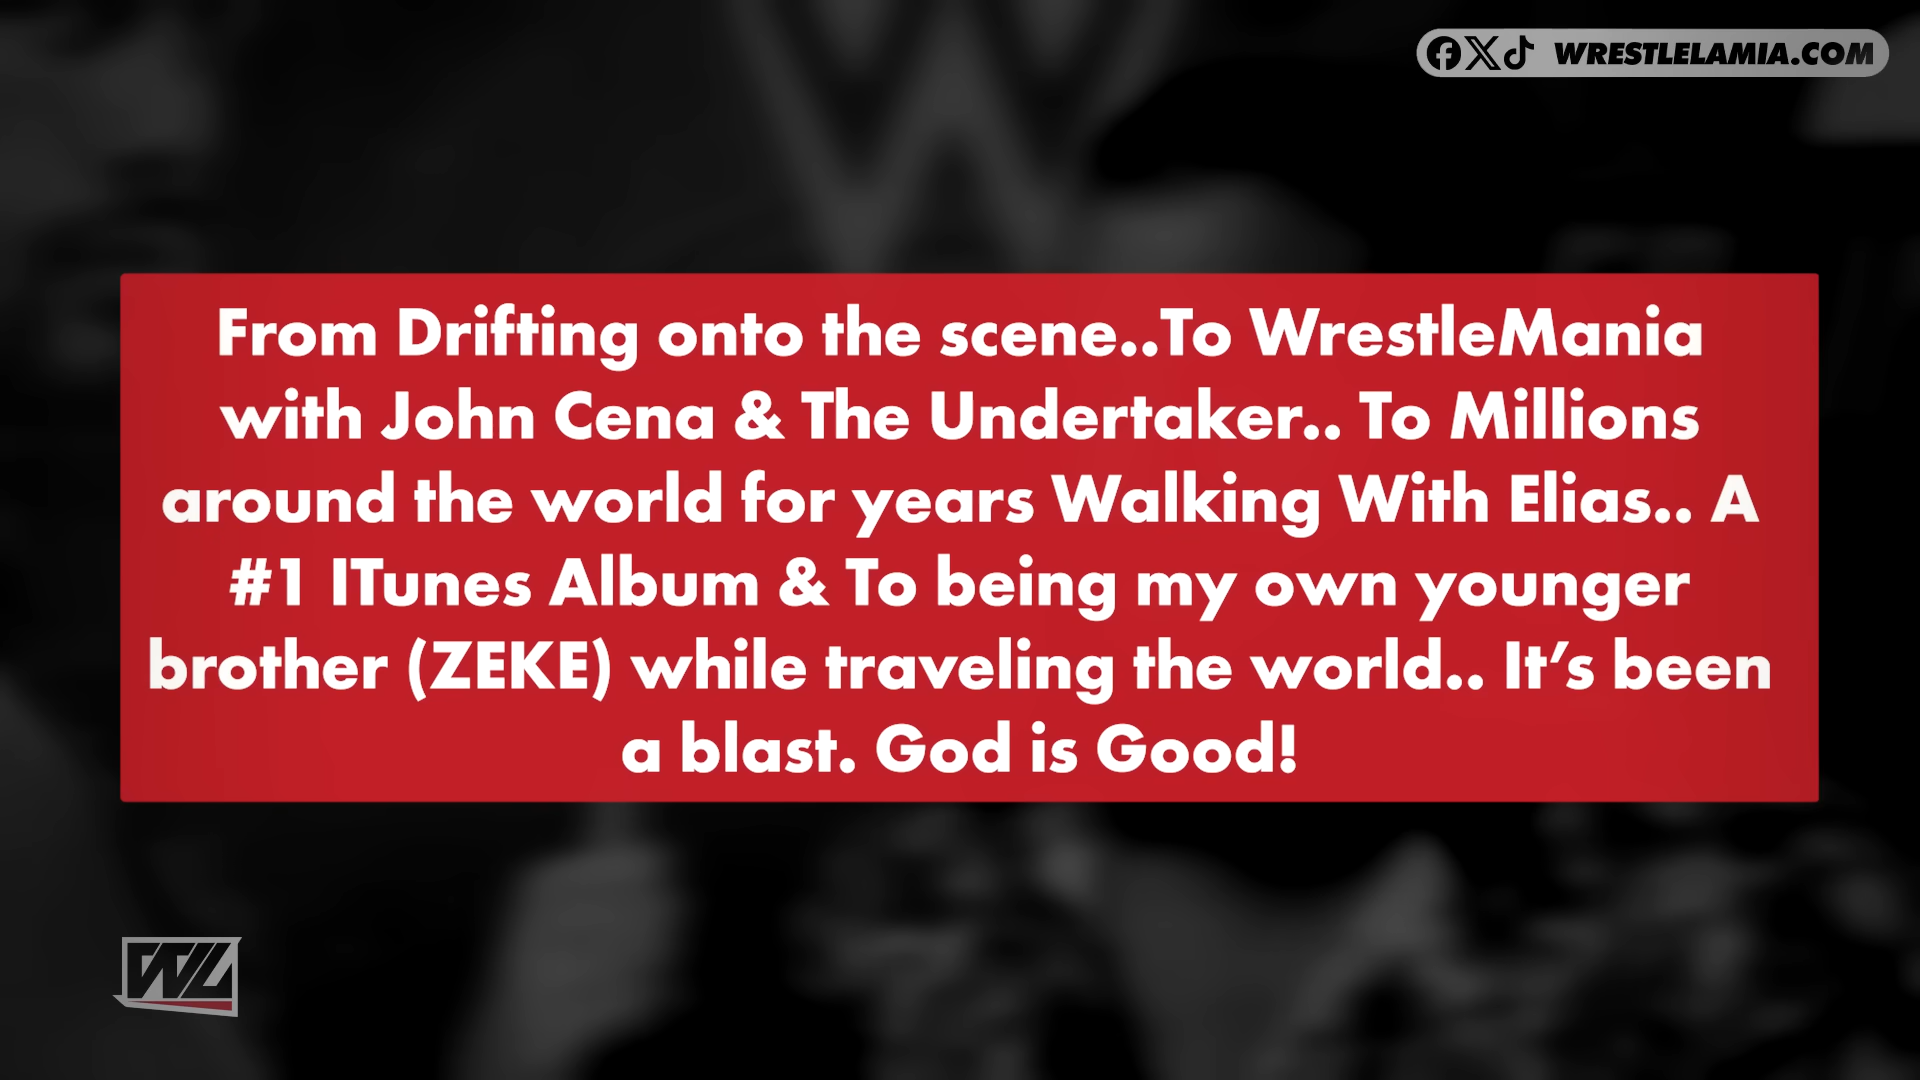 WRESTLELAMIA.COM
From Drifting onto the scene..To WrestleMania
with John Cena & The Undertaker.. To Millions
around the world for years Walking With Elias.. A
#1 ITunes Album & To being my own younger
brother (ZEKE) while traveling the world.. It’s been
a blast. God is Good!
WL